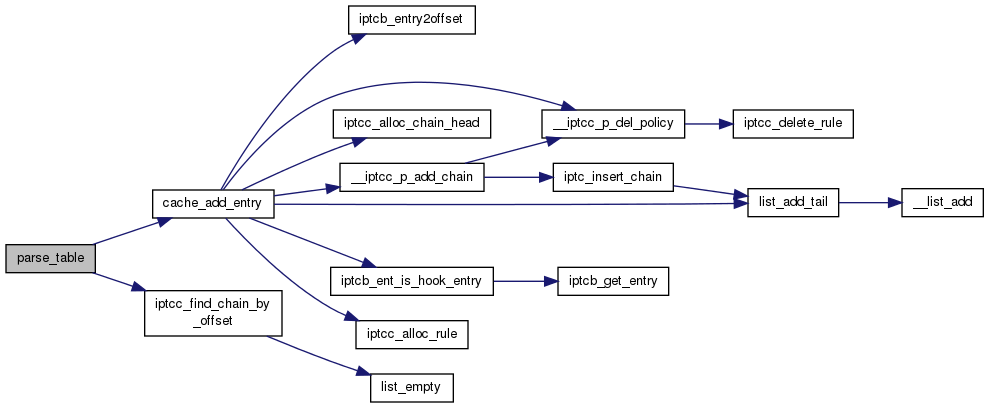 iptcb_entry2offset
__iptcc_p_del_policy
iptcc_delete_rule
iptcc_alloc_chain_head
__iptcc_p_add_chain
iptc_insert_chain
cache_add_entry
list_add_tail
__list_add
parse_table
iptcb_ent_is_hook_entry
iptcb_get_entry
iptcc_find_chain_by
_offset
iptcc_alloc_rule
list_empty